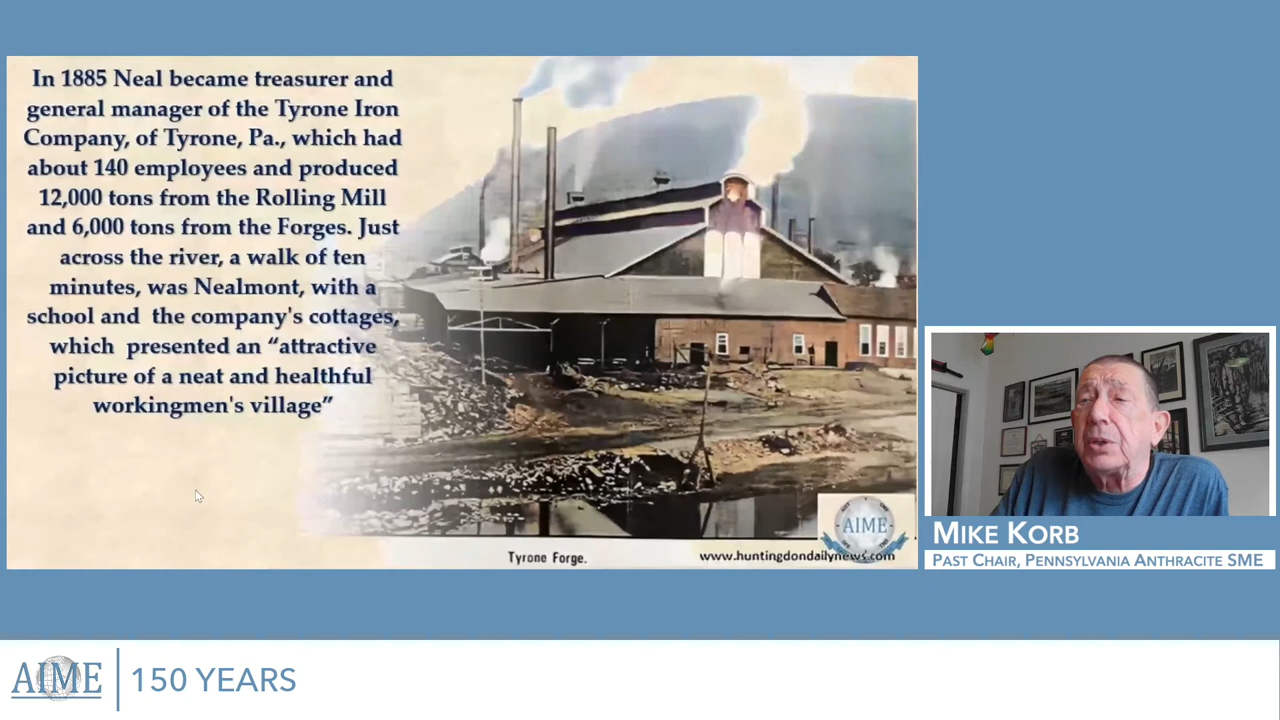 In 1885 Neal became treasurer and
general manager of the Tyrone Iron
Company, of Tyrone, Pa., which had
about 140 employees and produced
12,000 tons from the Rolling Mill
and 6,000 tons from the Forges. Just
across the river, a walk of ten
minutes, was Nealmont, with a
school and the company's cottages,
which presented an “attractive
picture of a neat and healthful
workingmen's village”
Tyrone Forge.
www.huntingdondailynews.com
AIME
MIKE KORB
PAST CHAIR, PENNSYLVANIA ANTHRACITE SME
AIME
150 YEARS